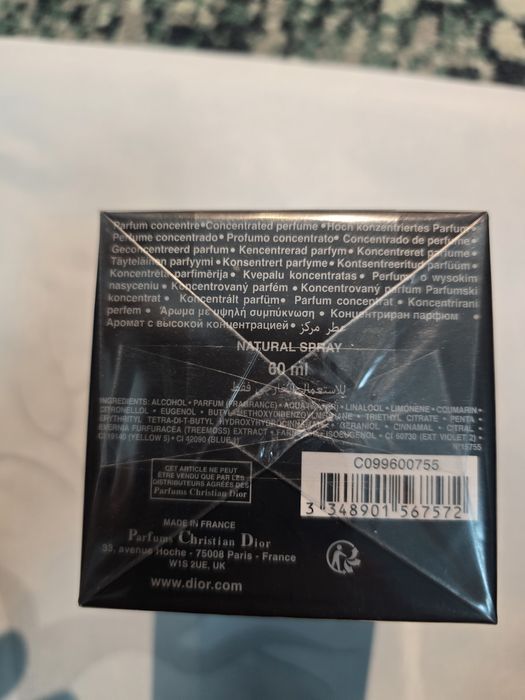 Parfum concentre • Concentrated perfume • Hoch konzentriertes Parfum •
Perfume concentrado • Profumo concentrato • Concentrado de perfume •
Geconcentreerd parfum • Koncentrerad parfym • Koncentreret parfume •
Täyteläinen parfyymi • Konsentrert parfyme • Kontsentreeritud parfüüm •
Koncentrēta parfimērija • Kvepalu koncentratas • Perfumy o wysokim
nasyceniu • Koncentrovaný parfém • Koncentrovaný parfum Parfumski
koncentrat • Koncentrált parfüm • Parfum concentrat • Koncentrirani
perfem • Άρωμα με υψηλή συμπύκνωση • Концентриран парфюм •
Аромат с высокой концентрацией • عطر مركز
NATURAL SPRAY
60 ml
للاستعمال الخارجي فقط
INGREDIENTS: ALCOHOL • PARFUM (FRAGRANCE) • AQUA (WATER) • LINALOOL • LIMONENE • COUMARIN •
CITRONELLOL • EUGENOL • BUTYL METHOXYDIBENZOYLMETHANE • TRIETHYL CITRATE • PENTA
ERYTHRITYL TETRA-DI-T-BUTYL HYDROXYHYDROCINNAMATE • GERANIOL • CINNAMAL • CITRAL •
EVERNIA FURFURACEA (TREEMOSS) EXTRACT • FARNESOL • ISOEUGENOL • CI 60730 (EXT VIOLET 2) •
CI 19140 (YELLOW 5) • CI 42090 (BLUE 1) N°15755
CET ARTICLE NE PEUT
ÊTRE VENDU QUE PAR LES
DISTRIBUTEURS AGRÉÉS DES
Parfums Christian Dior
C099600755
3 348901 567572
MADE IN FRANCE
Parfums Christian Dior
33, avenue Hoche - 75008 Paris - France
W1S 2UE, UK
www.dior.com